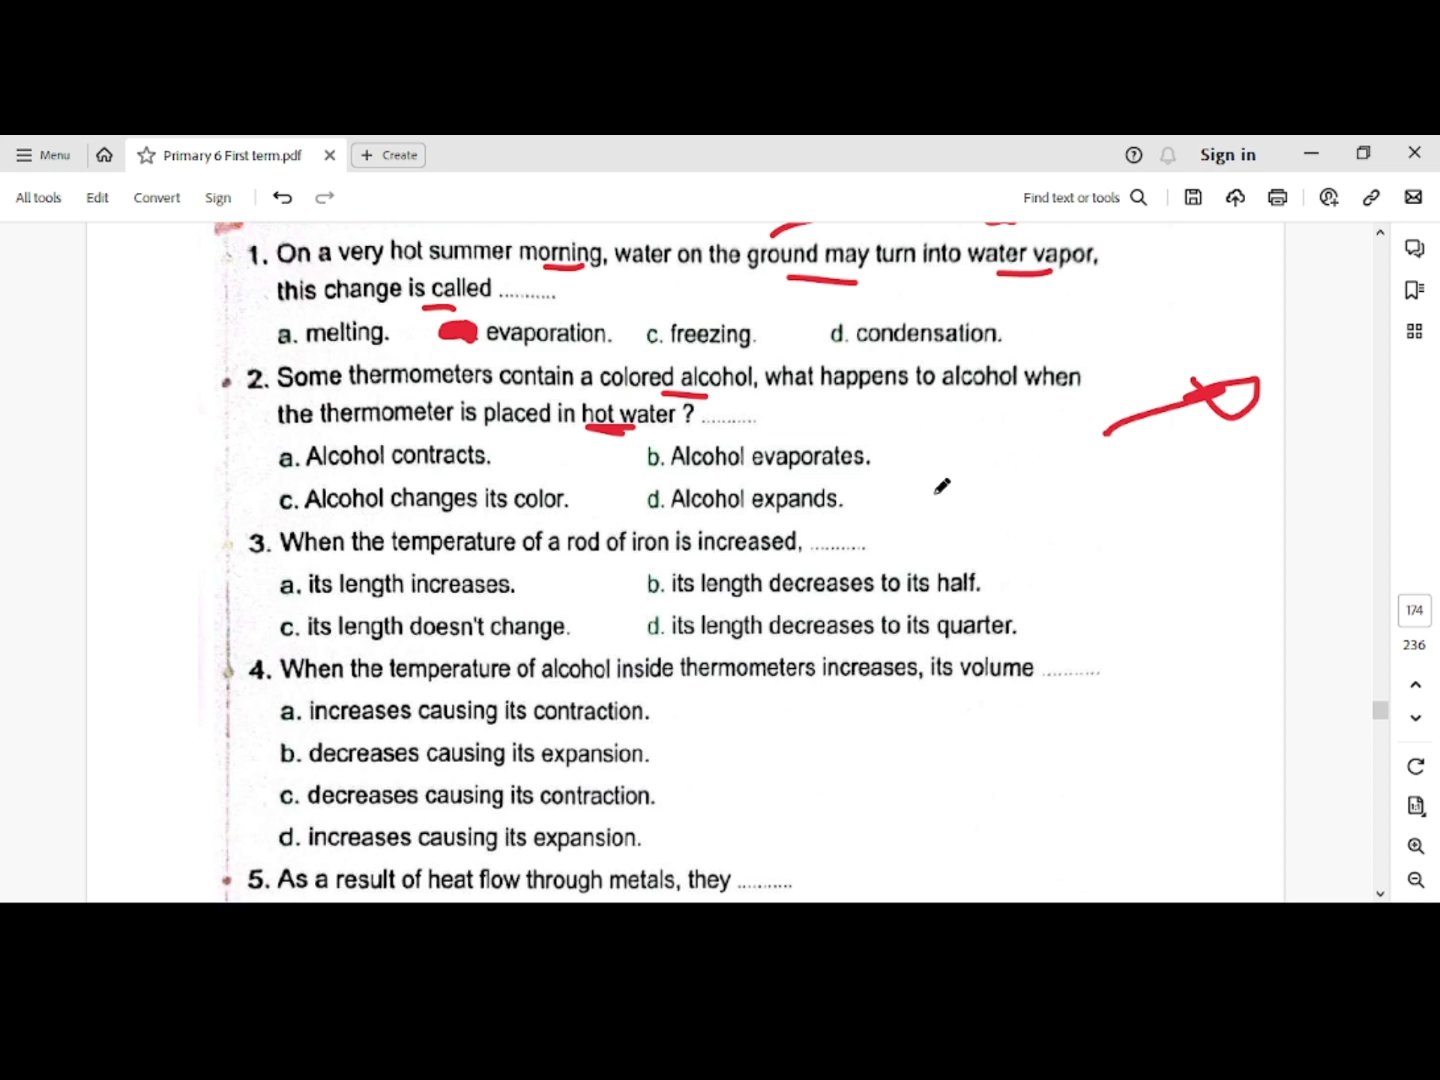 Menu
Primary 6 First term.pdf
Create
Sign in
All tools Edit Convert Sign
Find text or tools
1. On a very hot summer morning, water on the ground may turn into water vapor,
this change is called ...........
a. melting. evaporation. c. freezing. d. condensation.
2. Some thermometers contain a colored alcohol, what happens to alcohol when
the thermometer is placed in hot water ? ...........
a. Alcohol contracts. b. Alcohol evaporates.
c. Alcohol changes its color. d. Alcohol expands.
3. When the temperature of a rod of iron is increased, ...........
a. its length increases. b. its length decreases to its half.
c. its length doesn't change. d. its length decreases to its quarter.
4. When the temperature of alcohol inside thermometers increases, its volume ...........
a. increases causing its contraction.
b. decreases causing its expansion.
c. decreases causing its contraction.
d. increases causing its expansion.
5. As a result of heat flow through metals, they ...........
174
236